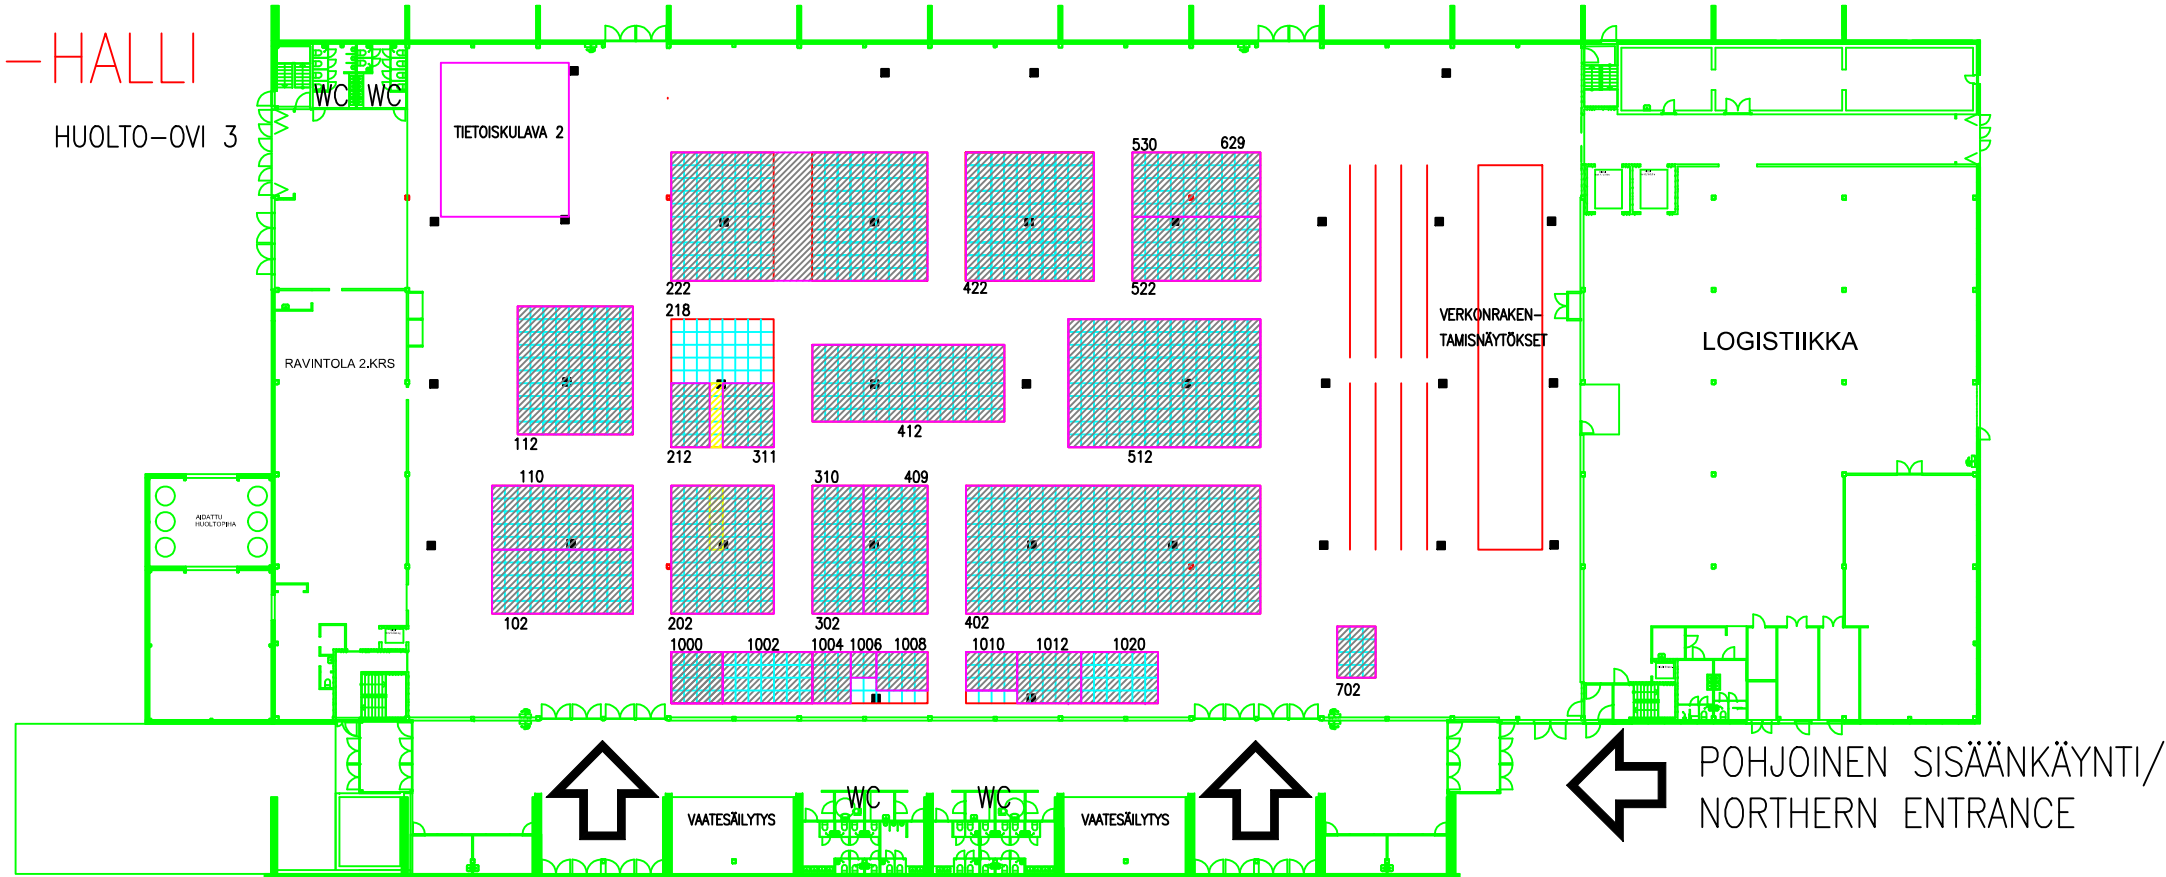 -HALLI
WC WC
HUOLTO-OVI 3
TIETOISKULAVA 2
530 629
222 422 522
218
VERKONRAKEN-
TAMISNÄYTÖKSET
LOGISTIIKKA
RAVINTOLA 2.KRS
112
412
212 311 512
110 310 409
AIDATTU
HUOLTOPIHA
102 202 302 402
1000 1002 1004 1006 1008 1010 1012 1020
702
POHJOINEN SISÄÄNKÄYNTI/
NORTHERN ENTRANCE
WC WC
VAATESÄILYTYS VAATESÄILYTYS